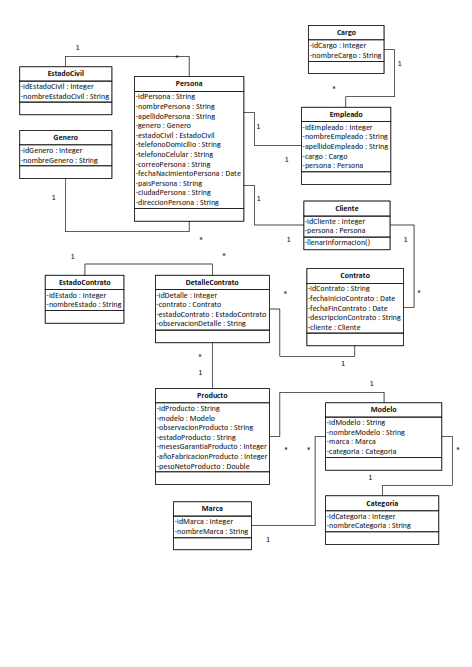 Cargo
-idCargo : Integer
-nombreCargo : String
1
*
1
EstadoCivil
-idEstadoCivil : Integer
-nombreEstadoCivil : String
*
Persona
-idPersona : String
-nombrePersona : String
-apellidoPersona : String
-genero : Genero
-estadoCivil : EstadoCivil
-telefonoDomicilio : String
-telefonoCelular : String
-correoPersona : String
-fechaNacimientoPersona : Date
-paisPersona : String
-ciudadPersona : String
-direccionPersona : String
1
1
Empleado
-idEmpleado : Integer
-nombreEmpleado : String
-apellidoEmpleado : String
-cargo : Cargo
-persona : Persona
Genero
-idGenero : Integer
-nombreGenero : String
1
*
1
1
Cliente
-idCliente : Integer
-persona : Persona
-llenarInformacion()
1
*
1
*
EstadoContrato
-idEstado : Integer
-nombreEstado : String
DetalleContrato
-idDetalle : Integer
-contrato : Contrato
-estadoContrato : EstadoContrato
-observacionDetalle : String
*
Contrato
-idContrato : String
-fechaInicioContrato : Date
-fechaFinContrato : Date
-descripcionContrato : String
-cliente : Cliente
1
*
1
Producto
-idProducto : String
-modelo : Modelo
-observacionProducto : String
-estadoProducto : String
-mesesGarantiaProducto : Integer
-añoFabricacionProducto : Integer
-pesoNetoProducto : Double
1
*
Modelo
-idModelo : String
-nombreModelo : String
-marca : Marca
-categoria : Categoria
*
*
1
Marca
-idMarca : Integer
-nombreMarca : String
1
Categoria
-idCategoria : Integer
-nombreCategoria : String